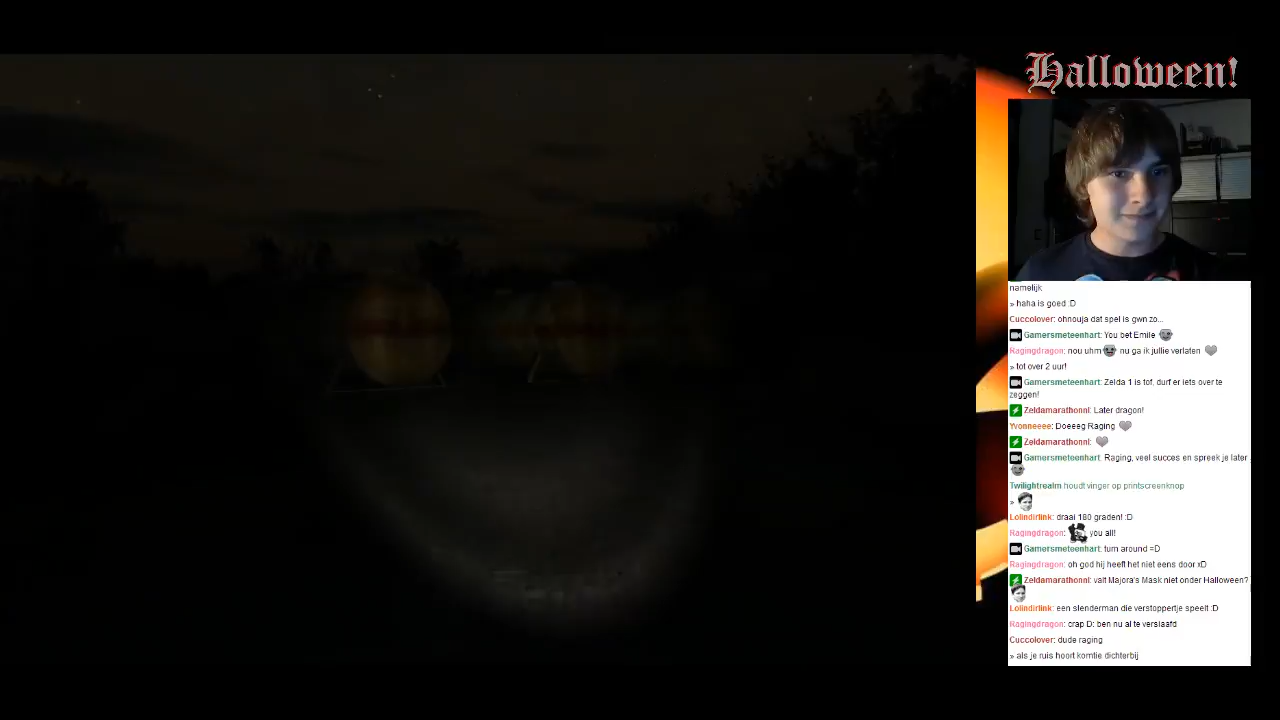 Halloween!
namelijk
» haha is goed :D
Cuccolover: ohnouja dat spel is gwn zo...
Gamersmeteenhart: You bet Emile
Ragingdragon: nou uhm nu ga ik jullie verlaten
» tot over 2 uur!
Gamersmeteenhart: Zelda 1 is tof, durf er iets over te
zeggen!
Zeldamarathonnl: Later dragon!
Yvonneeee: Doeeeg Raging
Zeldamarathonnl:
Gamersmeteenhart: Raging, veel succes en spreek je later
Twilightrealm houdt vinger op printscreenknop
»
Lolindirlink: draai 180 graden! :D
Ragingdragon: you all!
Gamersmeteenhart: turn around =D
Ragingdragon: oh god hij heeft het niet eens door xD
Zeldamarathonnl: valt Majora's Mask niet onder Halloween?
Lolindirlink: een slenderman die verstoppertje speelt :D
Ragingdragon: crap D: ben nu al te verslaafd
Cuccolover: dude raging
» als je ruis hoort komtie dichterbij